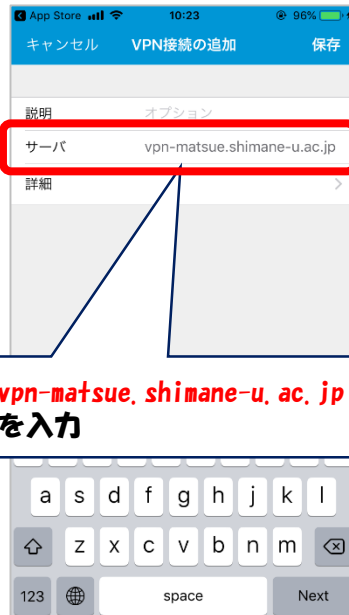 App Store 10:23 96%
キャンセル VPN接続の追加 保存
説明 オプション
サーバ vpn-matsue.shimane-u.ac.jp
詳細
vpn-matsue.shimane-u.ac.jp
を入力
a s d f g h j k l
z x c v b n m
123 space Next